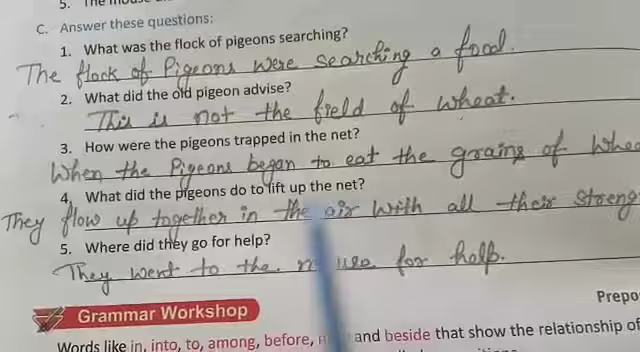 5. The mouse
C. Answer these questions:
1. What was the flock of pigeons searching?
The flock of Pigeons were searching a food.
2. What did the old pigeon advise?
This is not the field of wheat.
3. How were the pigeons trapped in the net?
When the Pigeons began to eat the grains of
4. What did the pigeons do to lift up the net?
They flow up together in the air with all their
5. Where did they go for help?
They went to the for help.
Grammar Workshop
Prepo
Words like in, into, to, among, before, and beside that show the relationship of